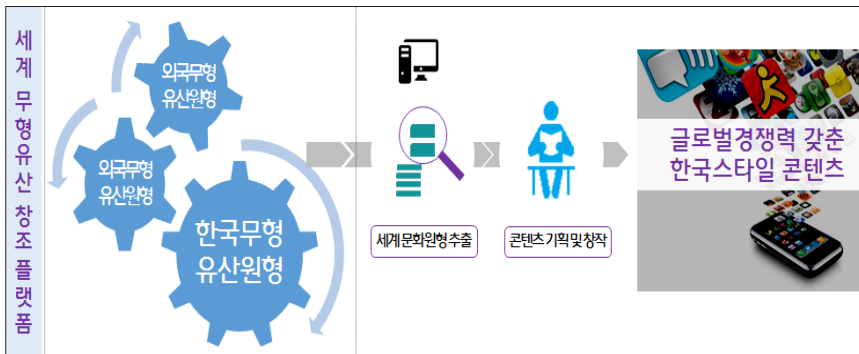 세계 무형유산 창조 플랫폼
외국무형
유산원형
외국무형
유산원형
한국무형
유산원형
세계 문화원형 추출
콘텐츠 기획 및 창작
글로벌경쟁력 갖춘
한국스타일 콘텐츠